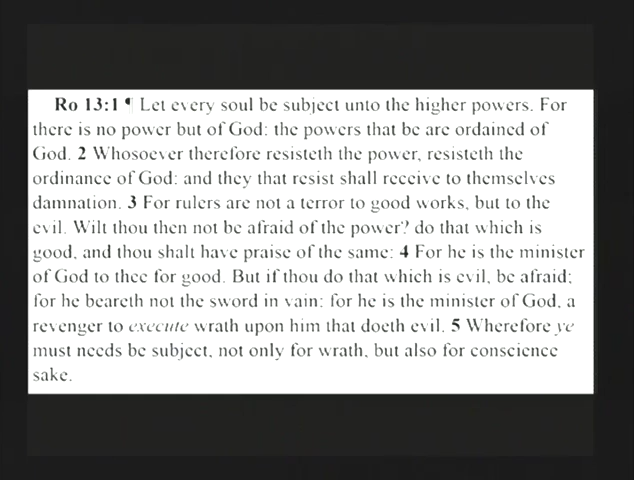 Ro 13:1 ¶ Let every soul be subject unto the higher powers. For
there is no power but of God: the powers that be are ordained of
God. 2 Whosoever therefore resisteth the power, resisteth the
ordinance of God: and they that resist shall receive to themselves
damnation. 3 For rulers are not a terror to good works, but to the
evil. Wilt thou then not be afraid of the power? do that which is
good, and thou shalt have praise of the same: 4 For he is the minister
of God to thee for good. But if thou do that which is evil, be afraid;
for he beareth not the sword in vain: for he is the minister of God, a
revenger to execute wrath upon him that doeth evil. 5 Wherefore ye
must needs be subject, not only for wrath, but also for conscience
sake.